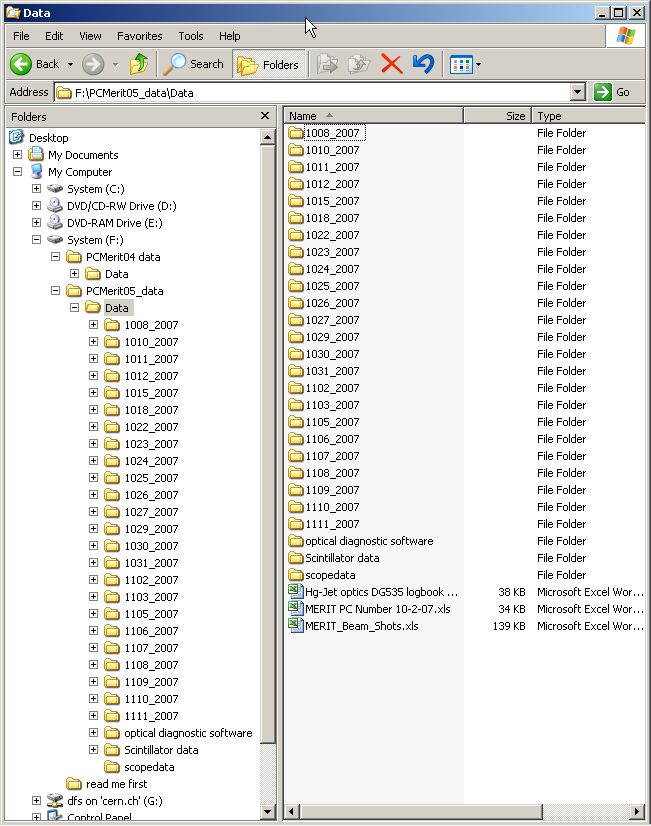 Data
File Edit View Favorites Tools Help
Back Search Folders
Address F:\PCMerit05_data\Data Go
Folders
Desktop
My Documents
My Computer
System (C:)
DVD/CD-RW Drive (D:)
DVD-RAM Drive (E:)
System (F:)
PCMerit04 data
Data
PCMerit05_data
Data
1008_2007
1010_2007
1011_2007
1012_2007
1015_2007
1018_2007
1022_2007
1023_2007
1024_2007
1025_2007
1026_2007
1027_2007
1029_2007
1030_2007
1031_2007
1102_2007
1103_2007
1105_2007
1106_2007
1107_2007
1108_2007
1109_2007
1110_2007
1111_2007
optical diagnostic software
Scintillator data
scopedata
read me first
dfs on 'cern.ch' (G:)
Control Panel
Name Size Type
1008_2007 File Folder
1010_2007 File Folder
1011_2007 File Folder
1012_2007 File Folder
1015_2007 File Folder
1018_2007 File Folder
1022_2007 File Folder
1023_2007 File Folder
1024_2007 File Folder
1025_2007 File Folder
1026_2007 File Folder
1027_2007 File Folder
1029_2007 File Folder
1030_2007 File Folder
1031_2007 File Folder
1102_2007 File Folder
1103_2007 File Folder
1105_2007 File Folder
1106_2007 File Folder
1107_2007 File Folder
1108_2007 File Folder
1109_2007 File Folder
1110_2007 File Folder
1111_2007 File Folder
optical diagnostic software File Folder
Scintillator data File Folder
scopedata File Folder
Hg-Jet optics DG535 logbook ... 38 KB Microsoft Excel Wor...
MERIT PC Number 10-2-07.xls 34 KB Microsoft Excel Wor...
MERIT_Beam_Shots.xls 139 KB Microsoft Excel Wor...